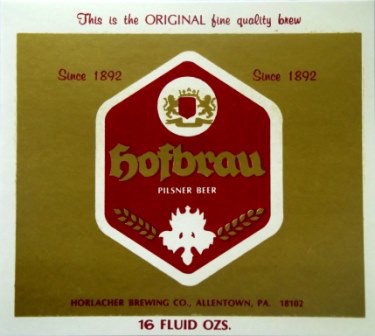 This is the ORIGINAL fine quality brew
Since 1892 Since 1892
Hofbrau
PILSNER BEER
HORLACHER BREWING CO., ALLENTOWN, PA. 18102
16 FLUID OZS.